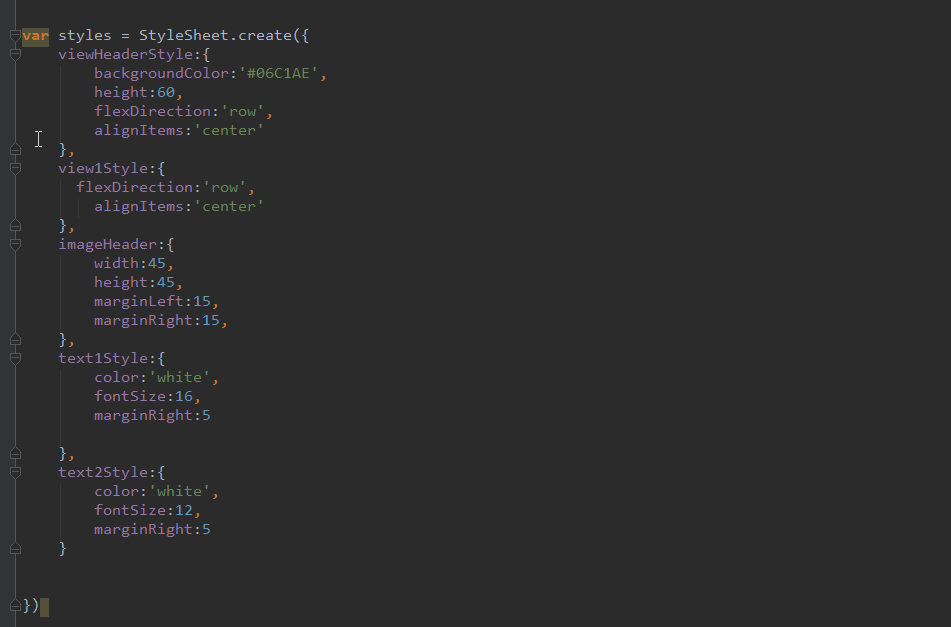 var styles = StyleSheet.create({
    viewHeaderStyle:{
        backgroundColor:'#06C1AE',
        height:60,
        flexDirection:'row',
        alignItems:'center'
    },
    view1Style:{
      flexDirection:'row',
        alignItems:'center'
    },
    imageHeader:{
        width:45,
        height:45,
        marginLeft:15,
        marginRight:15,
    },
    text1Style:{
        color:'white',
        fontSize:16,
        marginRight:5
    },
    text2Style:{
        color:'white',
        fontSize:12,
        marginRight:5
    }
})